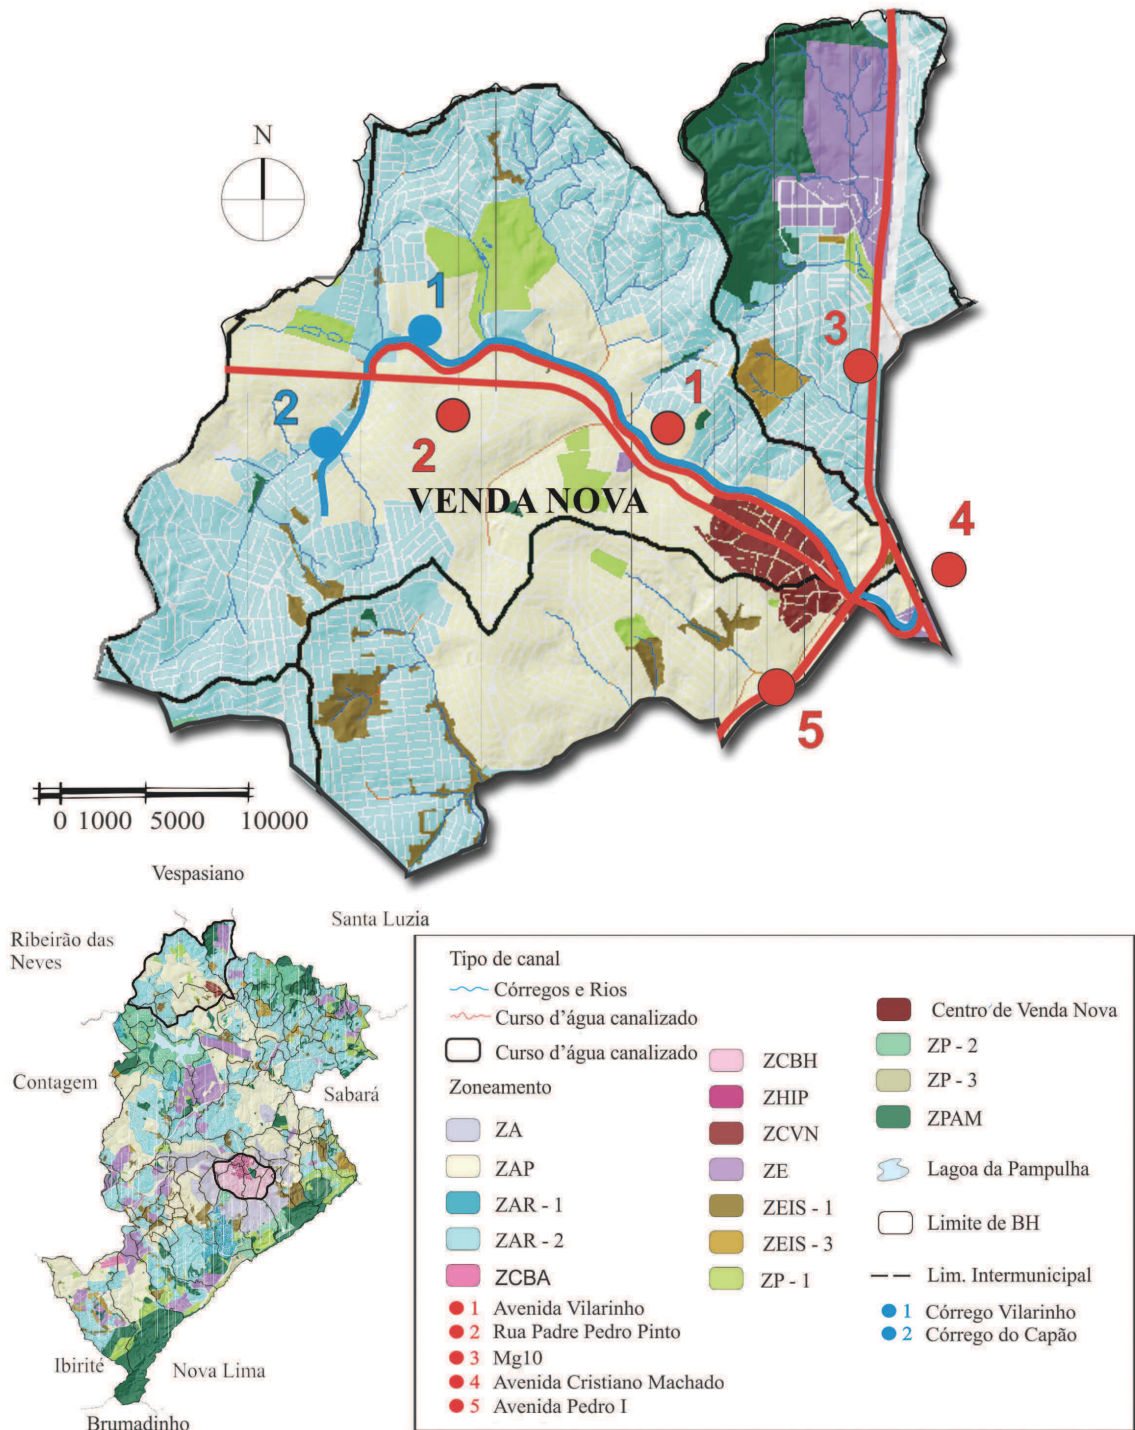 N
1
2
3
1
2
VENDA NOVA
4
5
0 1000 5000 10000
Vespasiano
Santa Luzia
Ribeirão das
Neves
Contagem
Sabará
Ibirité
Nova Lima
Brumadinho
Tipo de canal
Córregos e Rios
Curso d'água canalizado
Curso d'água canalizado
Zoneamento
ZA
ZAP
ZAR - 1
ZAR - 2
ZCBA
ZCBH
ZHIP
ZCVN
ZE
ZEIS - 1
ZEIS - 3
ZP - 1
Centro de Venda Nova
ZP - 2
ZP - 3
ZPAM
Lagoa da Pampulha
Limite de BH
Lim. Intermunicipal
1 Avenida Vilarinho
2 Rua Padre Pedro Pinto
3 Mg10
4 Avenida Cristiano Machado
5 Avenida Pedro I
1 Córrego Vilarinho
2 Córrego do Capão